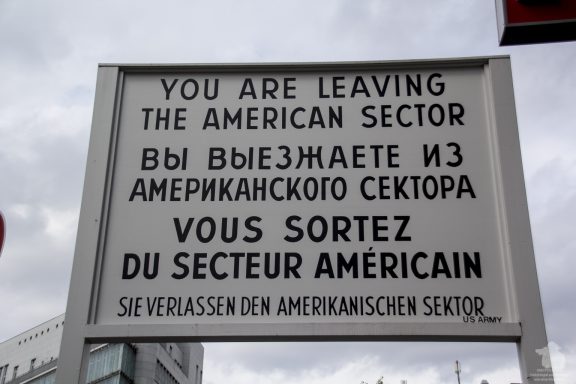 YOU ARE LEAVING
THE AMERICAN SECTOR
ВЫ ВЫЕЗЖАЕТЕ ИЗ
АМЕРИКАНСКОГО СЕКТОРА
VOUS SORTEZ
DU SECTEUR AMÉRICAIN
SIE VERLASSEN DEN AMERIKANISCHEN SEKTOR
US ARMY